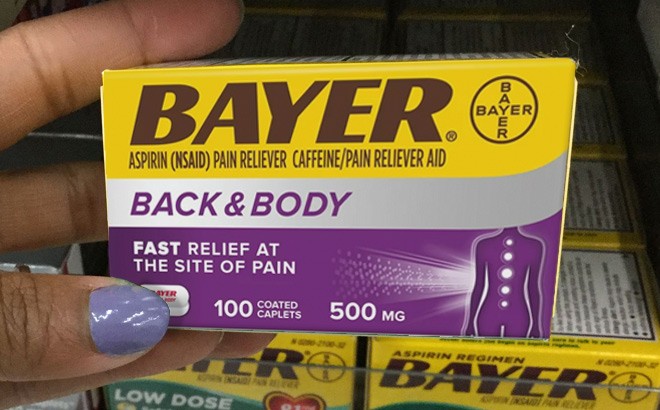 BAYER®
BAYER
BAYER
ASPIRIN (NSAID) PAIN RELIEVER CAFFEINE/PAIN RELIEVER AID
BACK & BODY
FAST RELIEF AT
THE SITE OF PAIN
100 COATED
CAPLETS
500 MG
ASPIRIN REGIMEN
BAYER
LOW DOSE